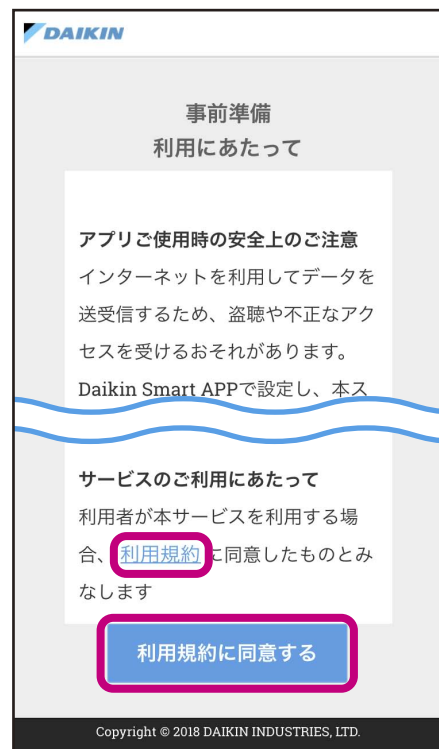 DAIKIN
事前準備
利用にあたって
アプリご使用時の安全上のご注意
インターネットを利用してデータを
送受信するため、盗聴や不正なアク
セスを受けるおそれがあります。
Daikin Smart APPで設定し、本ス
サービスのご利用にあたって
利用者が本サービスを利用する場
合、利用規約に同意したものとみ
なします
利用規約に同意する
Copyright © 2018 DAIKIN INDUSTRIES, LTD.